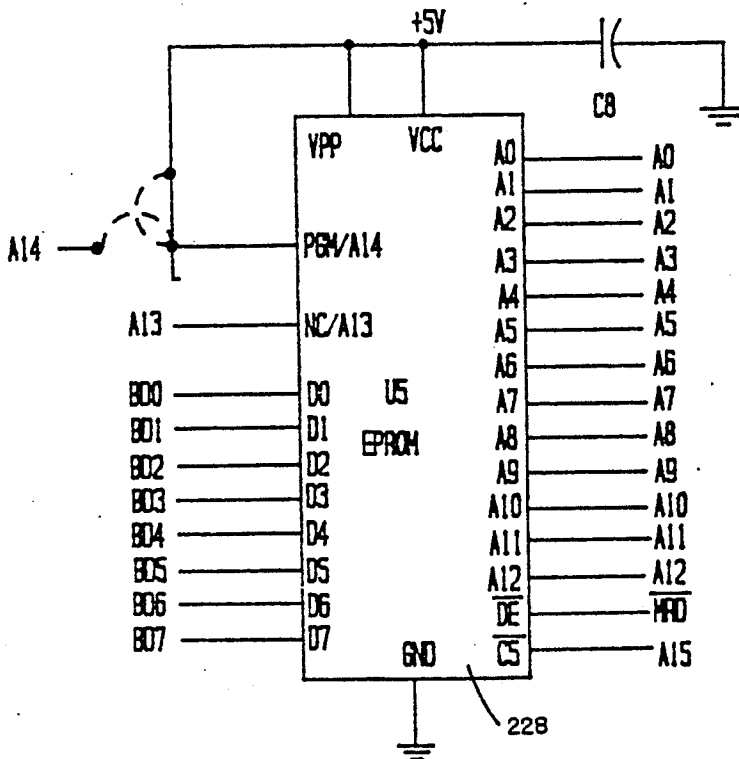 +5V
C8
VPP VCC
A0 A0
A1 A1
A2 A2
A14 PGM/A14
A3 A3
A4 A4
A13 NC/A13
A5 A5
A6 A6
BD0 D0 U5 A7 A7
BD1 D1 EPROM A8 A8
BD2 D2 A9 A9
BD3 D3 A10 A10
BD4 D4 A11 A11
BD5 D5 A12 A12
BD6 D6 O̅E̅ M̅R̅D̅
BD7 D7 GND C̅S̅ A15
228